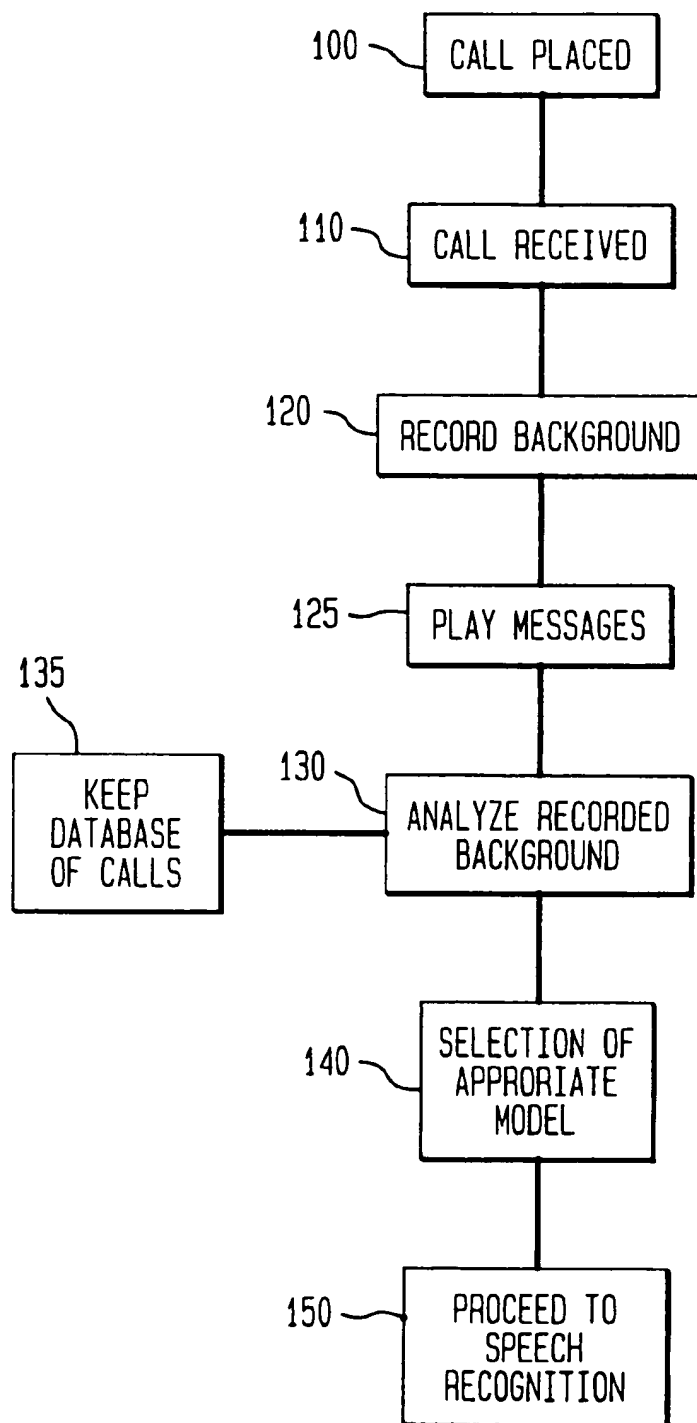 100
CALL PLACED
110
CALL RECEIVED
120
RECORD BACKGROUND
125
PLAY MESSAGES
135
KEEP
DATABASE
OF CALLS
130
ANALYZE RECORDED
BACKGROUND
140
SELECTION OF
APPRORIATE
MODEL
150
PROCEED TO
SPEECH
RECOGNITION